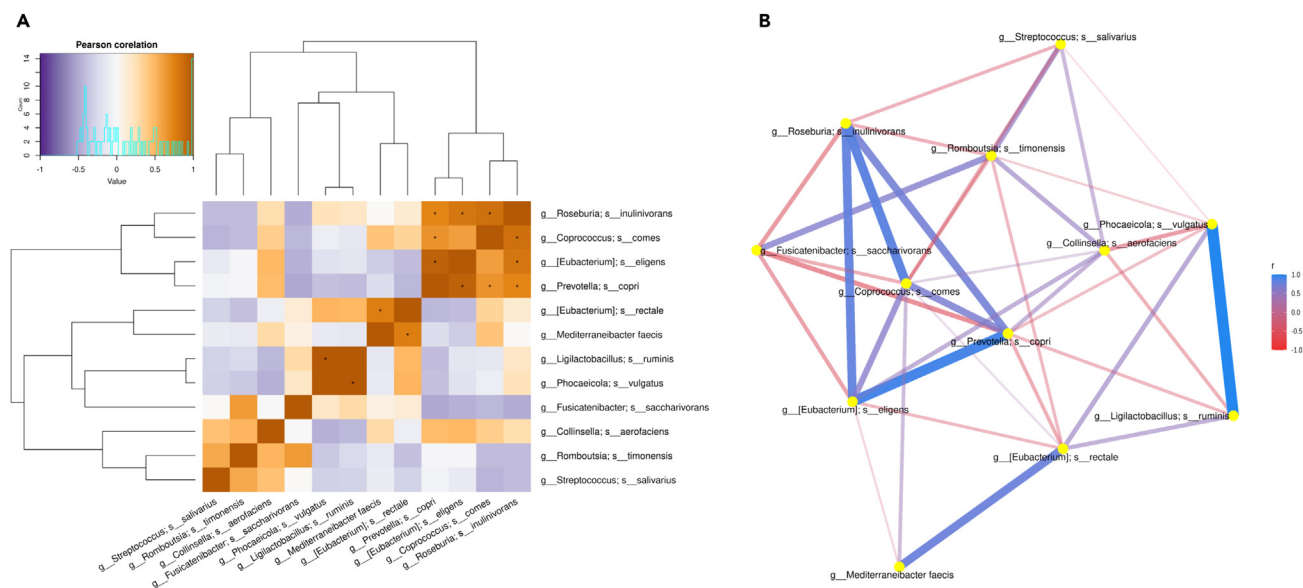 A
Pearson corelation
Count
0 2 4 6 8 10 12 14
-1 -0.5 0 0.5 1
Value
g__Roseburia; s__inulinivorans
g__Coprococcus; s__comes
g__[Eubacterium]; s__eligens
g__Prevotella; s__copri
g__[Eubacterium]; s__rectale
g__Mediterraneibacter faecis
g__Ligilactobacillus; s__ruminis
g__Phocaeicola; s__vulgatus
g__Fusicatenibacter; s__saccharivorans
g__Collinsella; s__aerofaciens
g__Romboutsia; s__timonensis
g__Streptococcus; s__salivarius
g__Streptococcus; s__salivarius
g__Romboutsia; s__timonensis
g__Collinsella; s__aerofaciens
g__Fusicatenibacter; s__saccharivorans
g__Phocaeicola; s__vulgatus
g__Ligilactobacillus; s__ruminis
g__Mediterraneibacter faecis
g__[Eubacterium]; s__rectale
g__Prevotella; s__copri
g__[Eubacterium]; s__eligens
g__Coprococcus; s__comes
g__Roseburia; s__inulinivorans
B
g__Streptococcus; s__salivarius
g__Roseburia; s__inulinivorans
g__Romboutsia; s__timonensis
g__Phocaeicola; s__vulgatus
g__Collinsella; s__aerofaciens
g__Fusicatenibacter; s__saccharivorans
g__Coprococcus; s__comes
g__Prevotella; s__copri
g__[Eubacterium]; s__eligens
g__Ligilactobacillus; s__ruminis
g__[Eubacterium]; s__rectale
g__Mediterraneibacter faecis
r
1.0
0.5
0.0
-0.5
-1.0